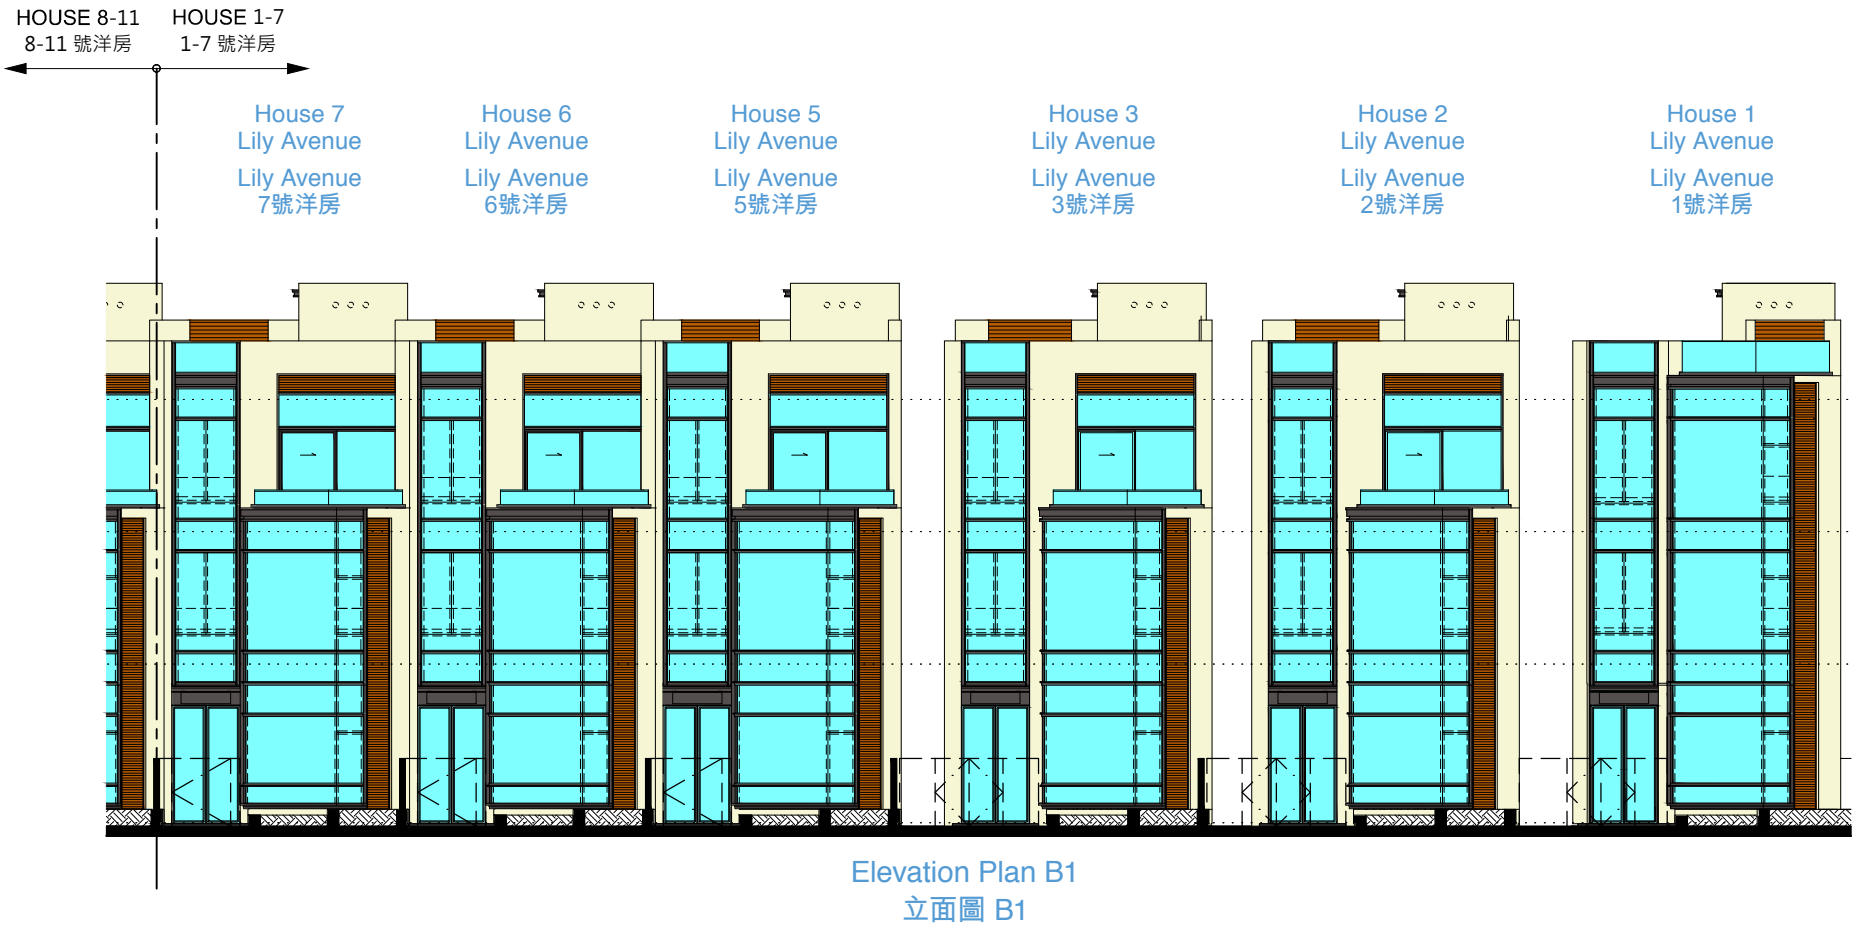 HOUSE 8-11
8-11 號洋房
HOUSE 1-7
1-7 號洋房
House 7
Lily Avenue
Lily Avenue
7號洋房
House 6
Lily Avenue
Lily Avenue
6號洋房
House 5
Lily Avenue
Lily Avenue
5號洋房
House 3
Lily Avenue
Lily Avenue
3號洋房
House 2
Lily Avenue
Lily Avenue
2號洋房
House 1
Lily Avenue
Lily Avenue
1號洋房
Elevation Plan B1
立面圖 B1